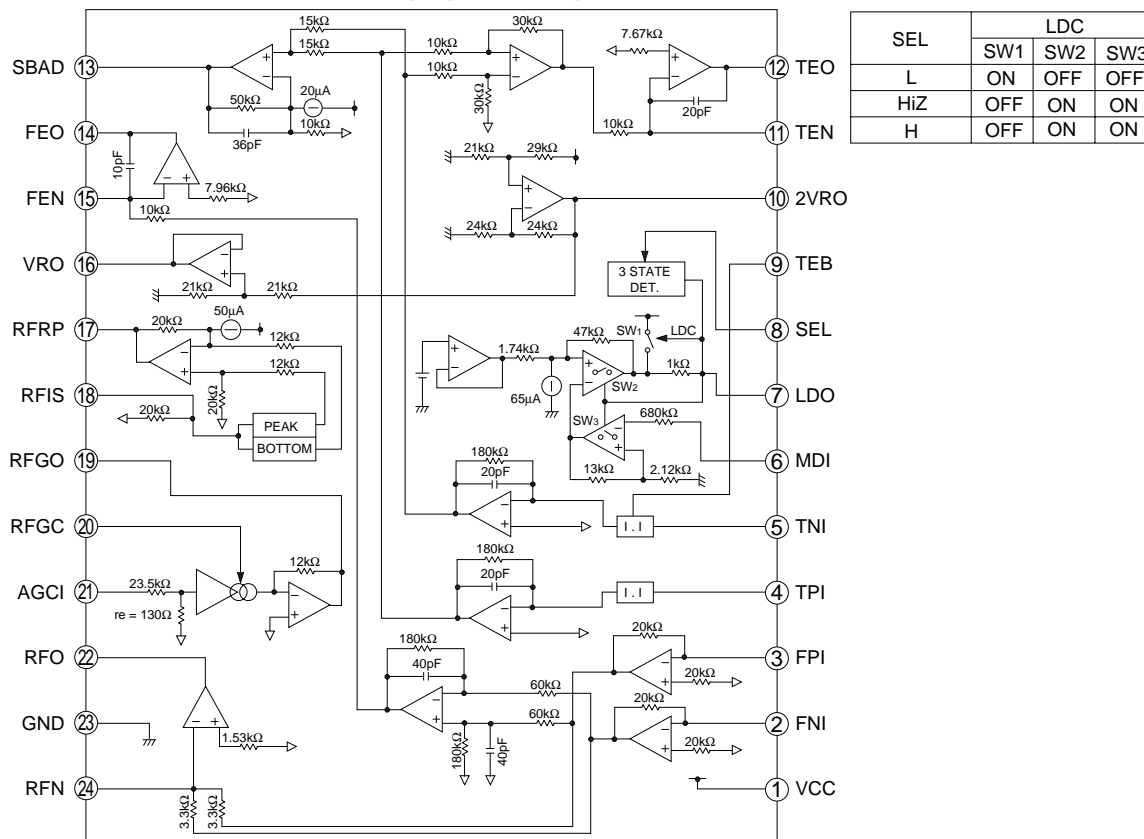 15kΩ
15kΩ
10kΩ
10kΩ
30kΩ
30kΩ
7.67kΩ
20pF
10kΩ
SBAD 13
50kΩ
20µA
36pF
10kΩ
12 TEO
11 TEN
FEO 14
10pF
FEN 15
7.96kΩ
10kΩ
21kΩ
29kΩ
24kΩ
24kΩ
10 2VRO
VRO 16
21kΩ
21kΩ
3 STATE
DET.
9 TEB
8 SEL
RFRP 17
20kΩ
50µA
12kΩ
12kΩ
20kΩ
RFIS 18
20kΩ
PEAK
BOTTOM
1.74kΩ
65µA
47kΩ
SW1
LDC
SW2
1kΩ
7 LDO
SW3
680kΩ
13kΩ
2.12kΩ
6 MDI
RFGO 19
RFGC 20
180kΩ
20pF
I . I
5 TNI
AGCI 21
23.5kΩ
re = 130Ω
12kΩ
180kΩ
20pF
I . I
4 TPI
RFO 22
180kΩ
40pF
60kΩ
60kΩ
180kΩ
40pF
20kΩ
20kΩ
3 FPI
GND 23
1.53kΩ
20kΩ
20kΩ
2 FNI
RFN 24
3.3kΩ
3.3kΩ
1 VCC
SEL LDC
SW1 SW2 SW3
L ON OFF OFF
HiZ OFF ON ON
H OFF ON ON